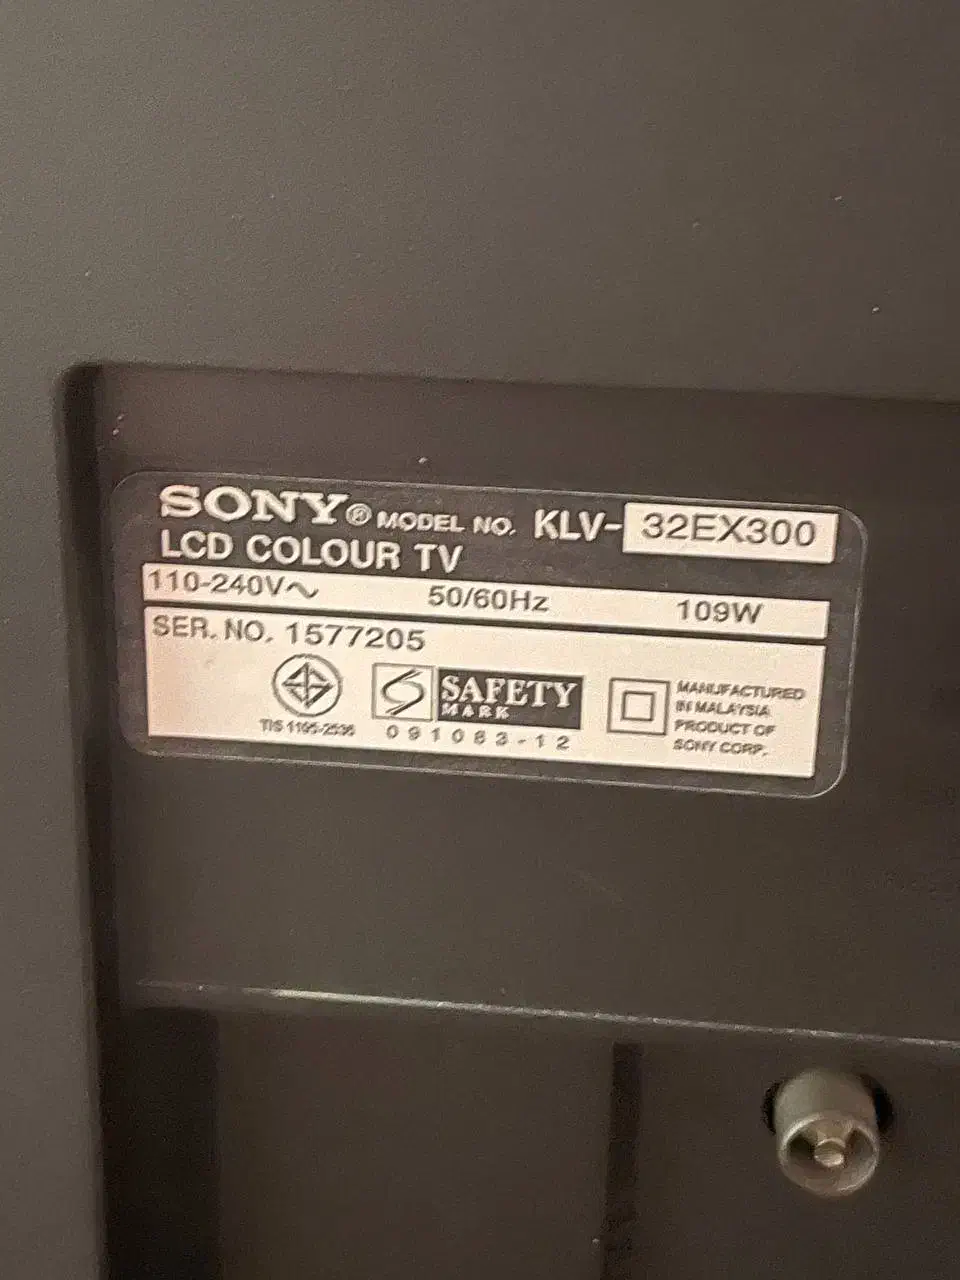 SONY® MODEL NO. KLV-32EX300
LCD COLOUR TV
110-240V~ 50/60Hz 109W
SER. NO. 1577205
TIS 1195-2536
SAFETY
MARK
091083-12
MANUFACTURED
IN MALAYSIA
PRODUCT OF
SONY CORP.